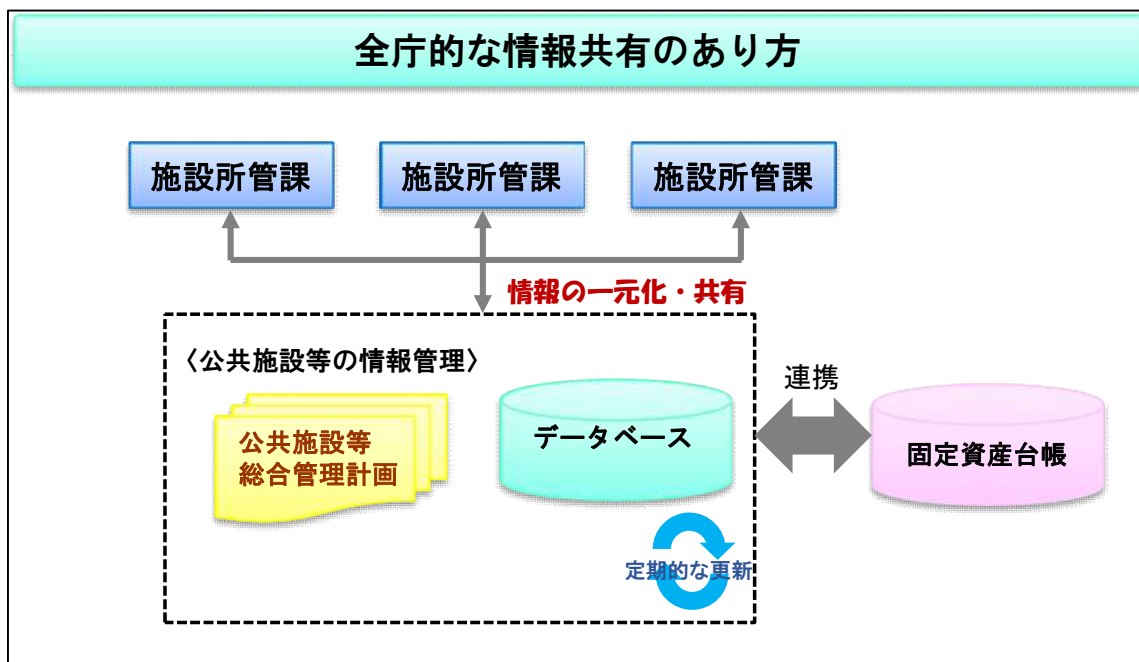 全庁的な情報共有のあり方
施設所管課
施設所管課
施設所管課
情報の一元化・共有
〈公共施設等の情報管理〉
公共施設等
総合管理計画
データベース
定期的な更新
連携
固定資産台帳